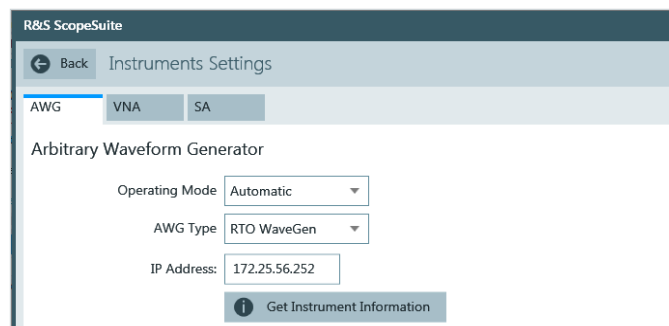 R&S ScopeSuite
Back Instruments Settings
AWG VNA SA
Arbitrary Waveform Generator
Operating Mode Automatic
AWG Type RTO WaveGen
IP Address: 172.25.56.252
Get Instrument Information